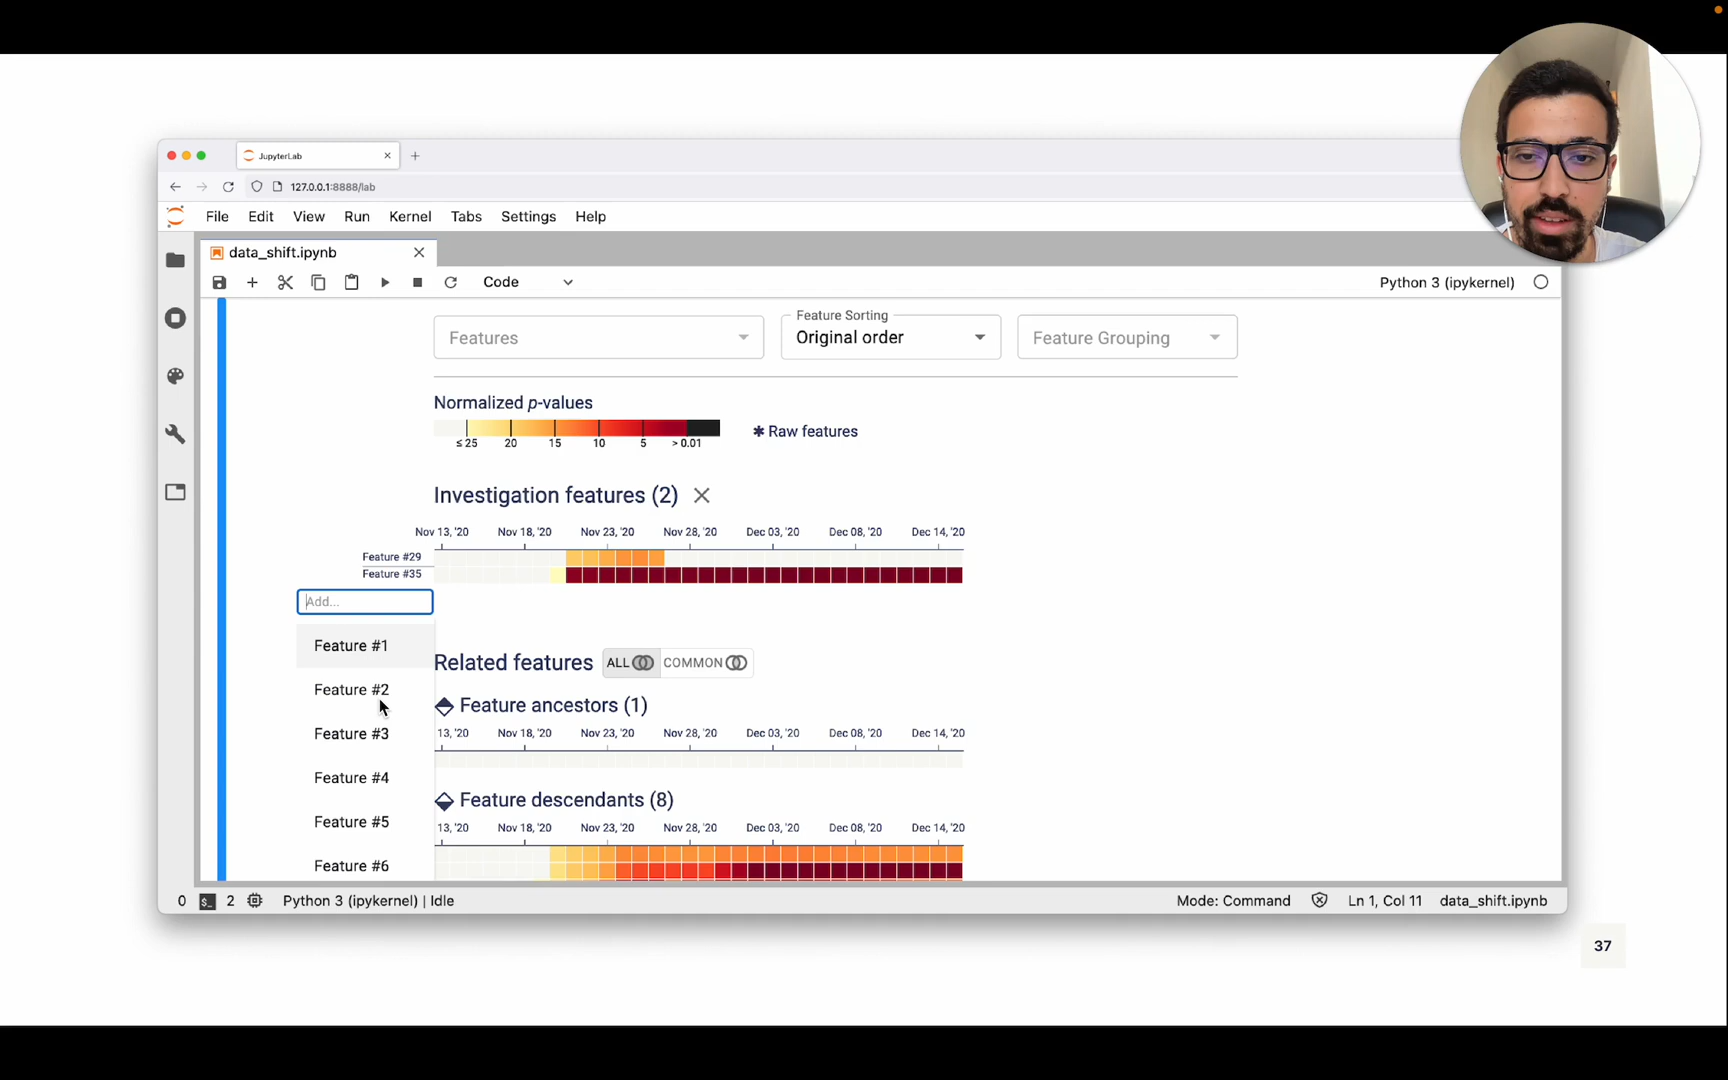 JupyterLab
127.0.0.1:8888/lab
File Edit View Run Kernel Tabs Settings Help
data_shift.ipynb
Code
Python 3 (ipykernel)
Features
Feature Sorting
Original order
Feature Grouping
Normalized p-values
≤ 25 20 15 10 5 > 0.01
✱ Raw features
Investigation features (2)
Nov 13, '20 Nov 18, '20 Nov 23, '20 Nov 28, '20 Dec 03, '20 Dec 08, '20 Dec 14, '20
Feature #29
Feature #35
Add...
Feature #1
Feature #2
Feature #3
Feature #4
Feature #5
Feature #6
Related features ALL COMMON
Feature ancestors (1)
13, '20 Nov 18, '20 Nov 23, '20 Nov 28, '20 Dec 03, '20 Dec 08, '20 Dec 14, '20
Feature descendants (8)
13, '20 Nov 18, '20 Nov 23, '20 Nov 28, '20 Dec 03, '20 Dec 08, '20 Dec 14, '20
0 $_ 2 Python 3 (ipykernel) | Idle
Mode: Command Ln 1, Col 11 data_shift.ipynb
37